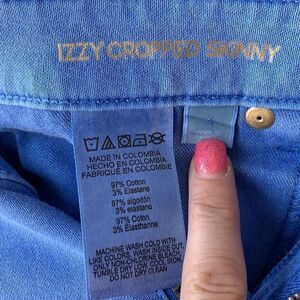 IZZY CROPPED SKINNY
MADE IN COLOMBIA
HECHO EN COLOMBIA
FABRIQUÉ EN COLOMBIE
97% Cotton
3% Elastane
97% algodón
3% elastano
97% Coton
3% Élasthanne
MACHINE WASH COLD WITH
LIKE COLORS, WASH INSIDE OUT,
ONLY NON-CHLORINE BLEACH,
TUMBLE DRY LOW, COOL IRON,
DO NOT DRY CLEAN